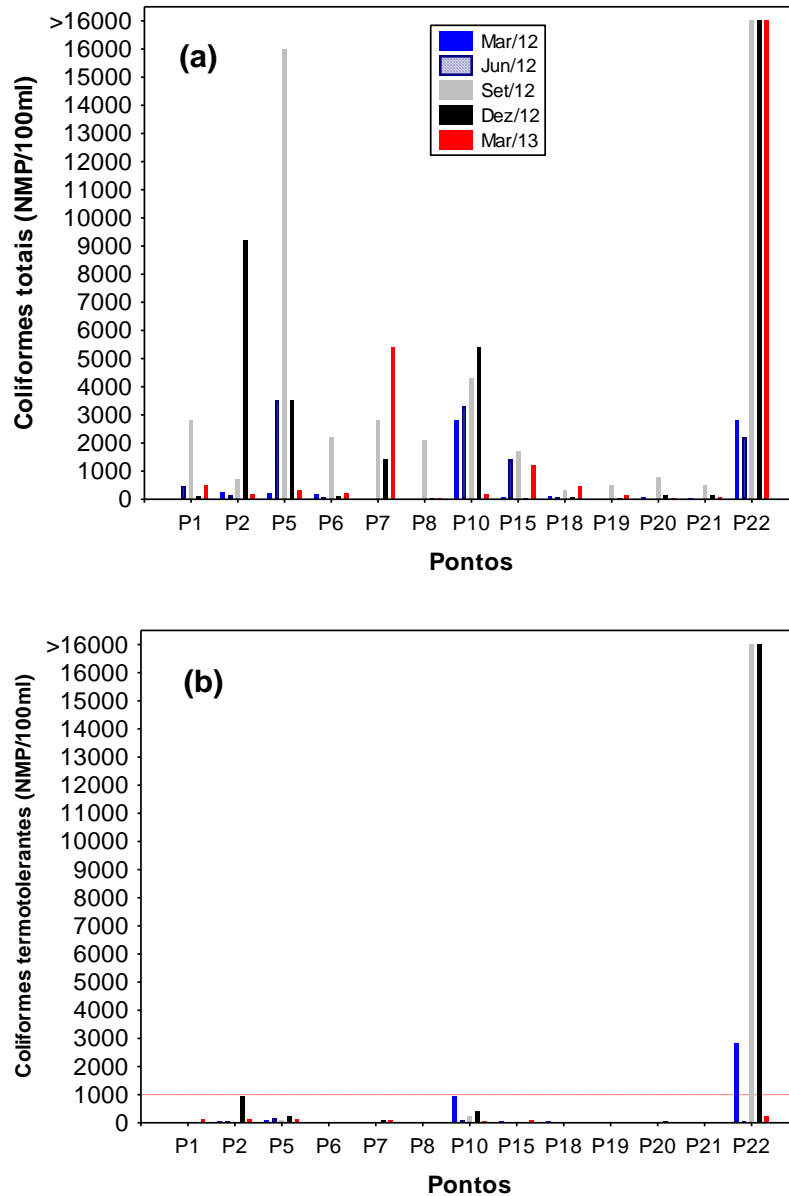 >16000
15000
14000
13000
12000
11000
10000
9000
8000
7000
6000
5000
4000
3000
2000
1000
0
Coliformes totais (NMP/100ml)
(a)
Mar/12
Jun/12
Set/12
Dez/12
Mar/13
P1 P2 P5 P6 P7 P8 P10 P15 P18 P19 P20 P21 P22
Pontos
>16000
15000
14000
13000
12000
11000
10000
9000
8000
7000
6000
5000
4000
3000
2000
1000
0
Coliformes termotolerantes (NMP/100ml)
(b)
P1 P2 P5 P6 P7 P8 P10 P15 P18 P19 P20 P21 P22
Pontos